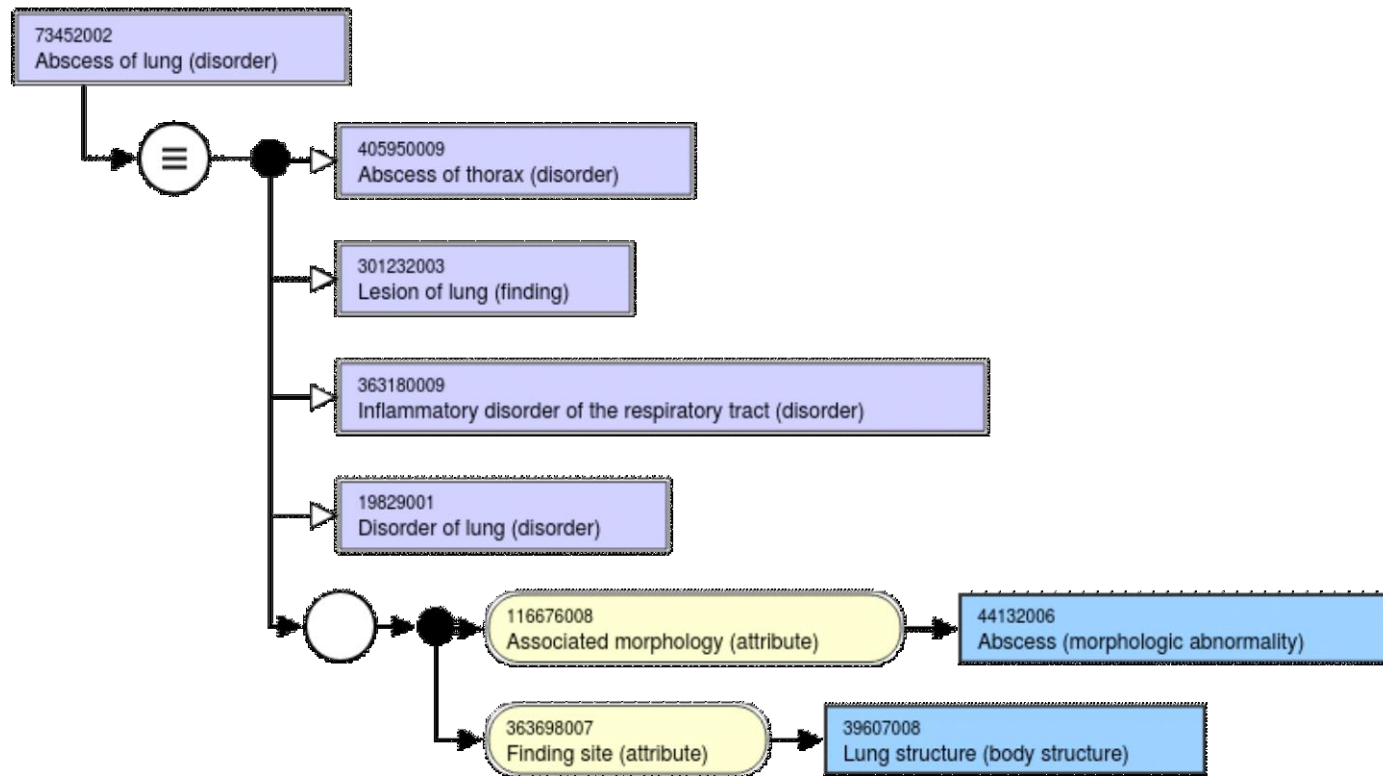 73452002
Abscess of lung (disorder)
405950009
Abscess of thorax (disorder)
301232003
Lesion of lung (finding)
363180009
Inflammatory disorder of the respiratory tract (disorder)
19829001
Disorder of lung (disorder)
116676008
Associated morphology (attribute)
44132006
Abscess (morphologic abnormality)
363698007
Finding site (attribute)
39607008
Lung structure (body structure)